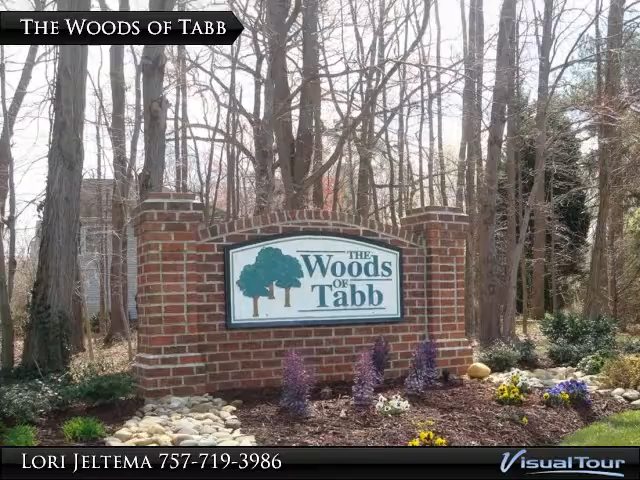 The Woods of Tabb
THE
Woods
OF
Tabb
Lori Jeltema 757-719-3986
VisualTour